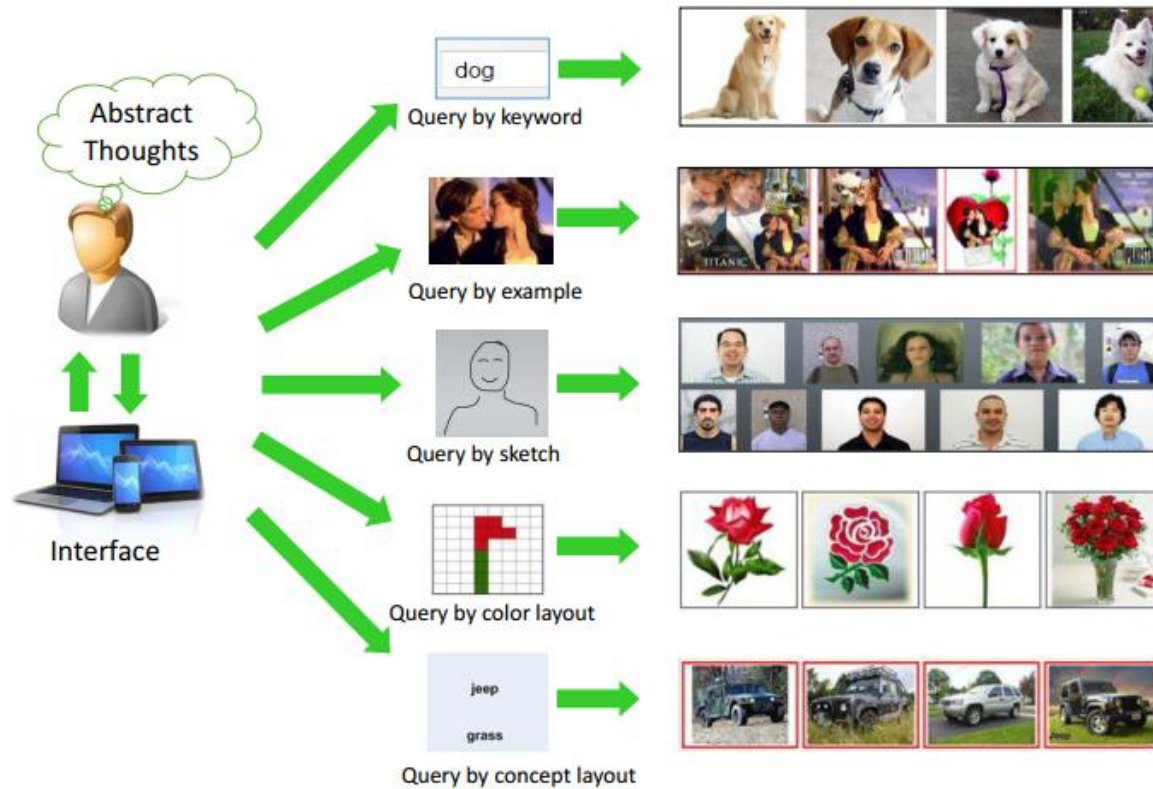 Abstract
Thoughts
Interface
dog
Query by keyword
Query by example
TITANIC
Query by sketch
Query by color layout
jeep
grass
Query by concept layout
Jeep